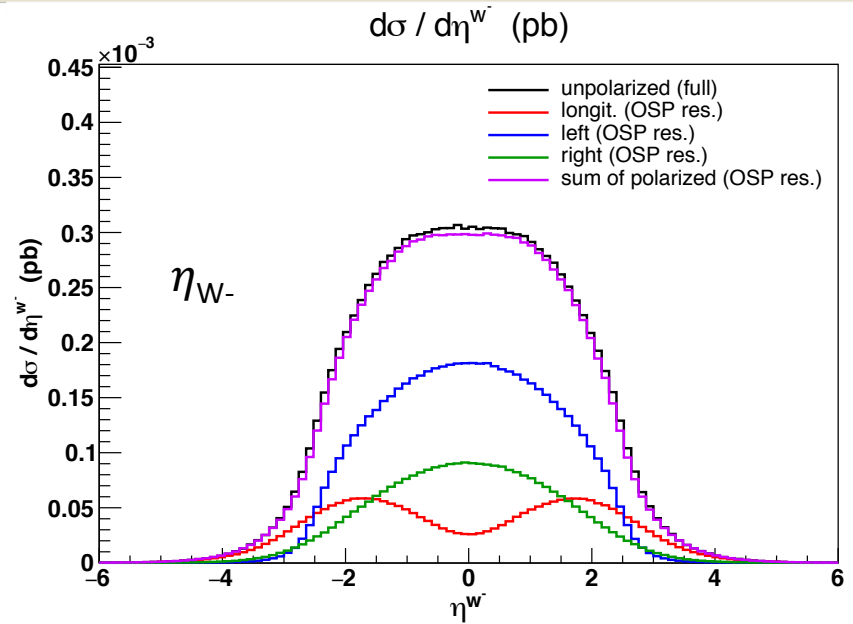 dσ / dη^w⁻ (pb)
×10⁻³
0.45
0.4
0.35
0.3
0.25
0.2
0.15
0.1
0.05
0
dσ / dη^w⁻ (pb)
unpolarized (full)
longit. (OSP res.)
left (OSP res.)
right (OSP res.)
sum of polarized (OSP res.)
η_W-
−6 −4 −2 0 2 4 6
η^w⁻